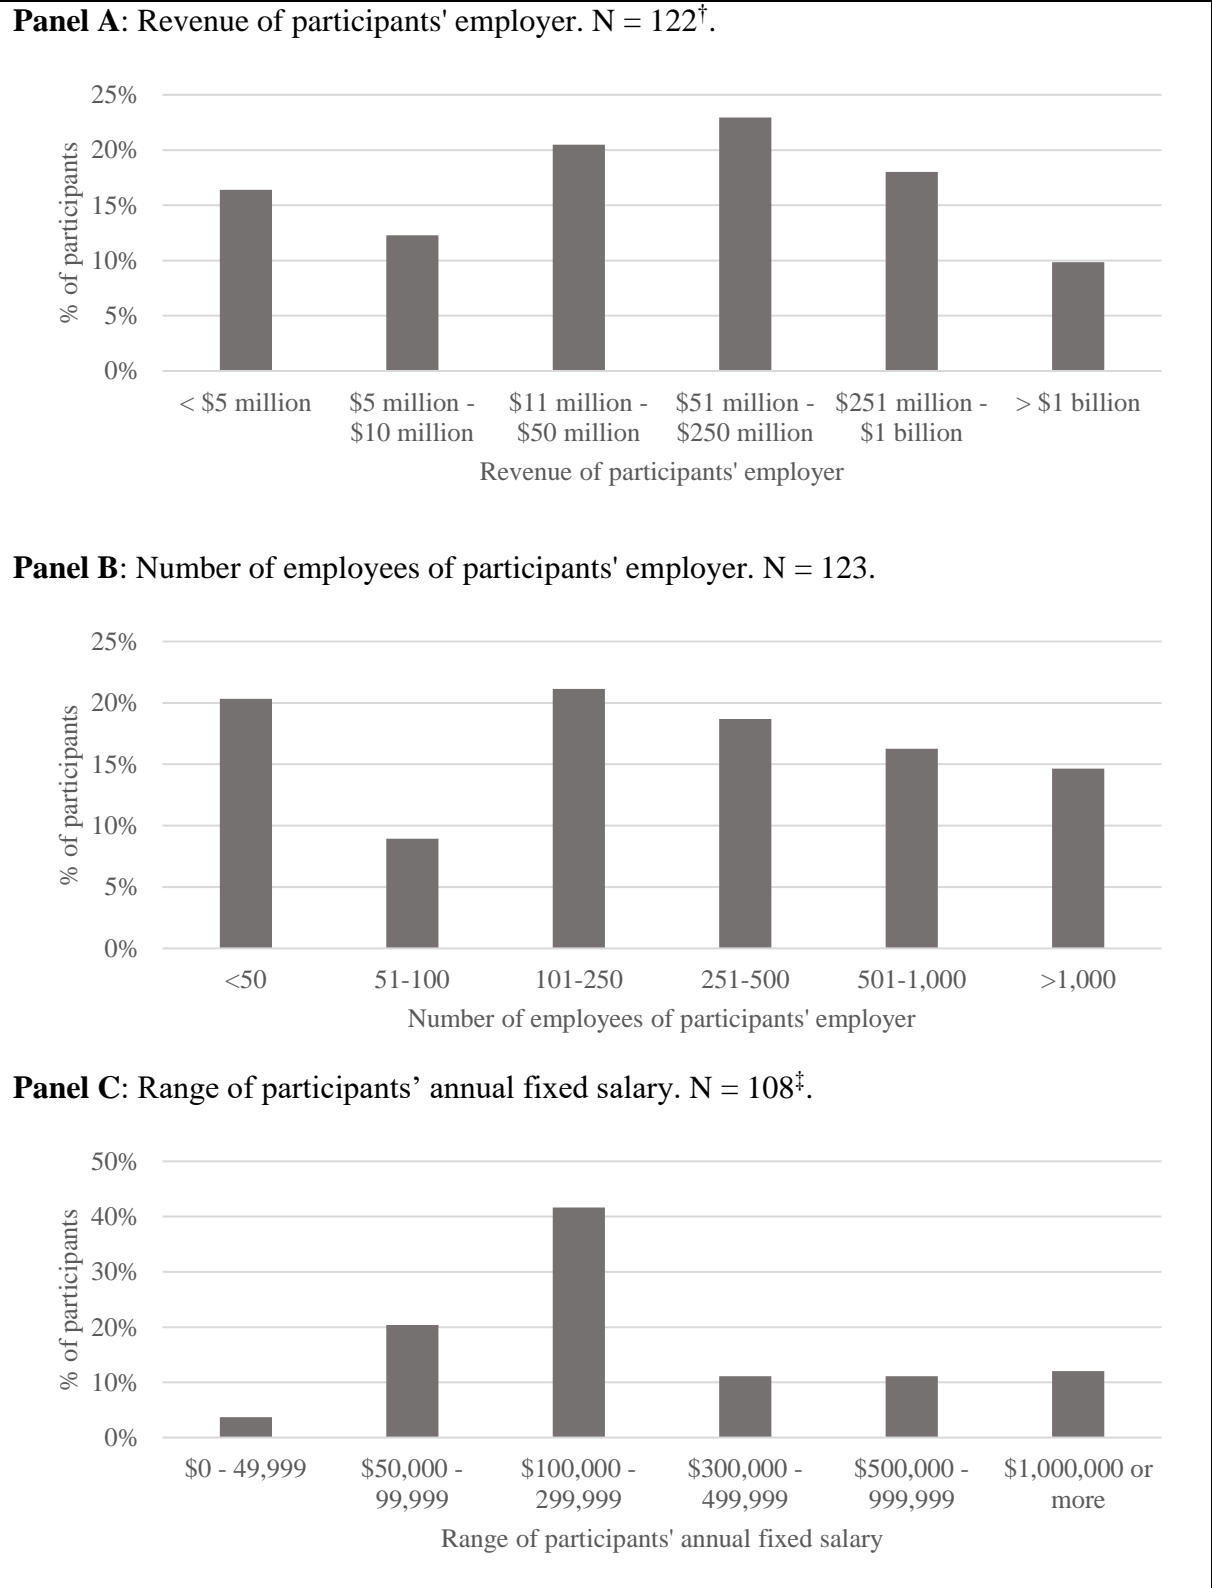 Panel A: Revenue of participants' employer. N = 122†.
25%
20%
15%
10%
5%
0%
% of participants
< $5 million
$5 million -
$10 million
$11 million -
$50 million
$51 million -
$250 million
$251 million -
$1 billion
> $1 billion
Revenue of participants' employer
Panel B: Number of employees of participants' employer. N = 123.
25%
20%
15%
10%
5%
0%
% of participants
<50
51-100
101-250
251-500
501-1,000
>1,000
Number of employees of participants' employer
Panel C: Range of participants’ annual fixed salary. N = 108‡.
50%
40%
30%
20%
10%
0%
% of participants
$0 - 49,999
$50,000 -
99,999
$100,000 -
299,999
$300,000 -
499,999
$500,000 -
999,999
$1,000,000 or
more
Range of participants' annual fixed salary